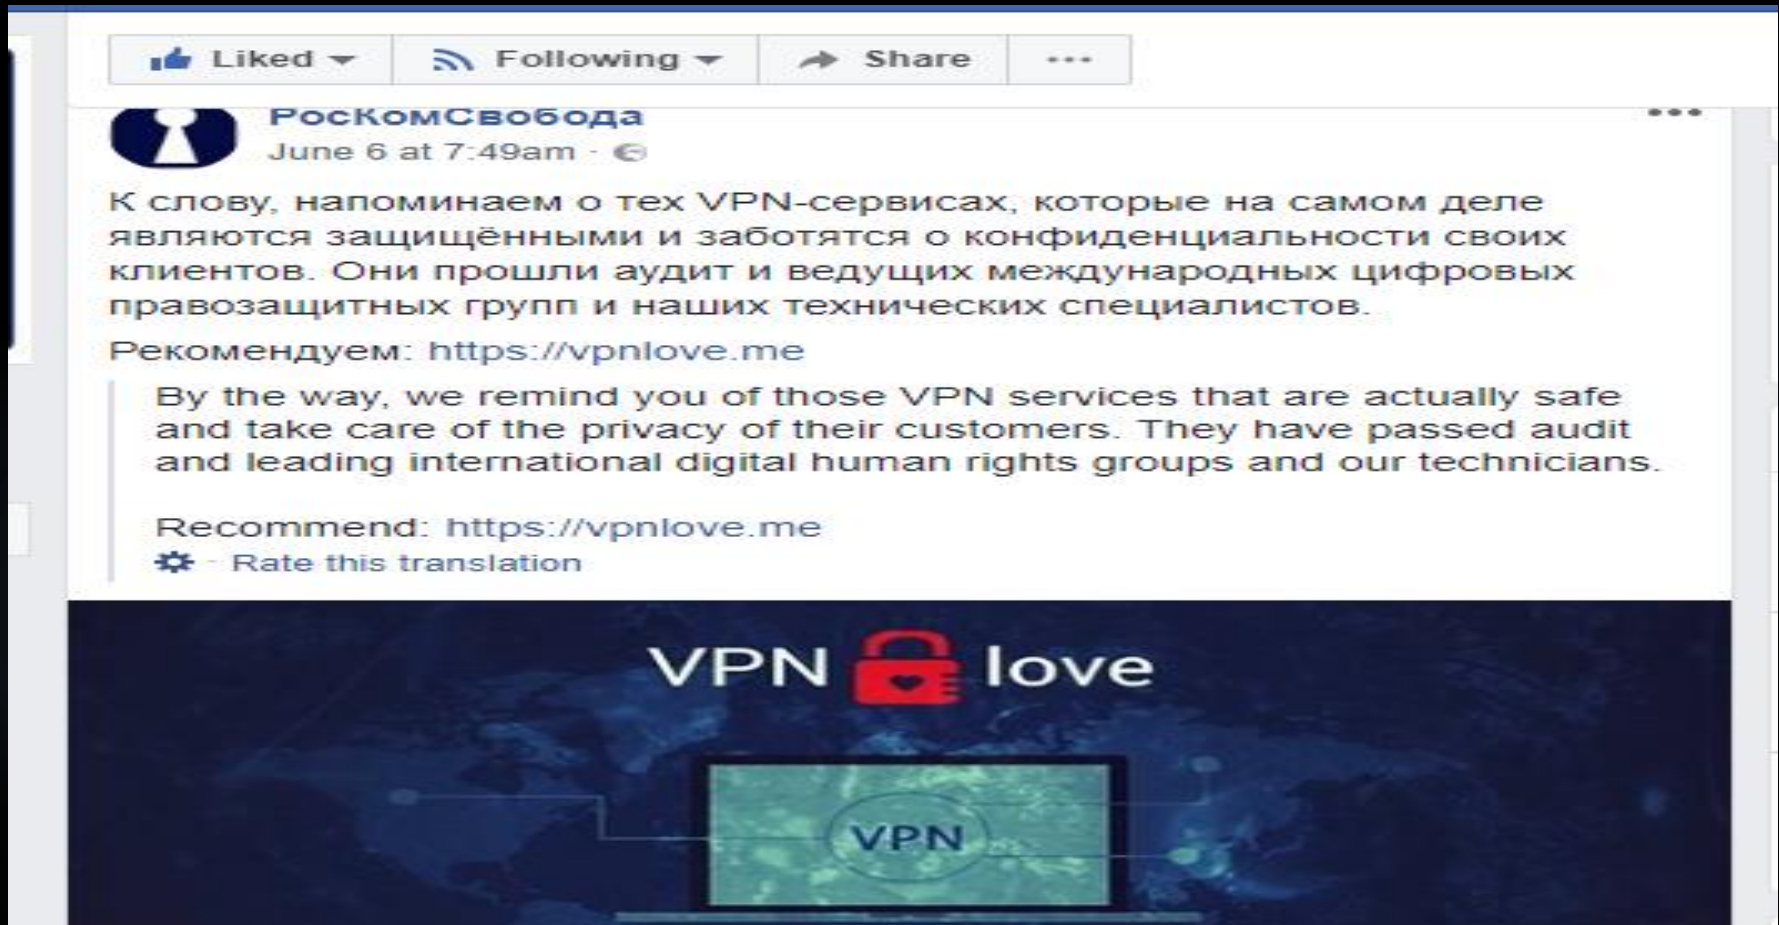 Liked Following Share ...
РосКомСвобода
June 6 at 7:49am ·
К слову, напоминаем о тех VPN-сервисах, которые на самом деле
являются защищёнными и заботятся о конфиденциальности своих
клиентов. Они прошли аудит и ведущих международных цифровых
правозащитных групп и наших технических специалистов.
Рекомендуем: https://vpnlove.me
By the way, we remind you of those VPN services that are actually safe
and take care of the privacy of their customers. They have passed audit
and leading international digital human rights groups and our technicians.
Recommend: https://vpnlove.me
· Rate this translation
VPN love
VPN